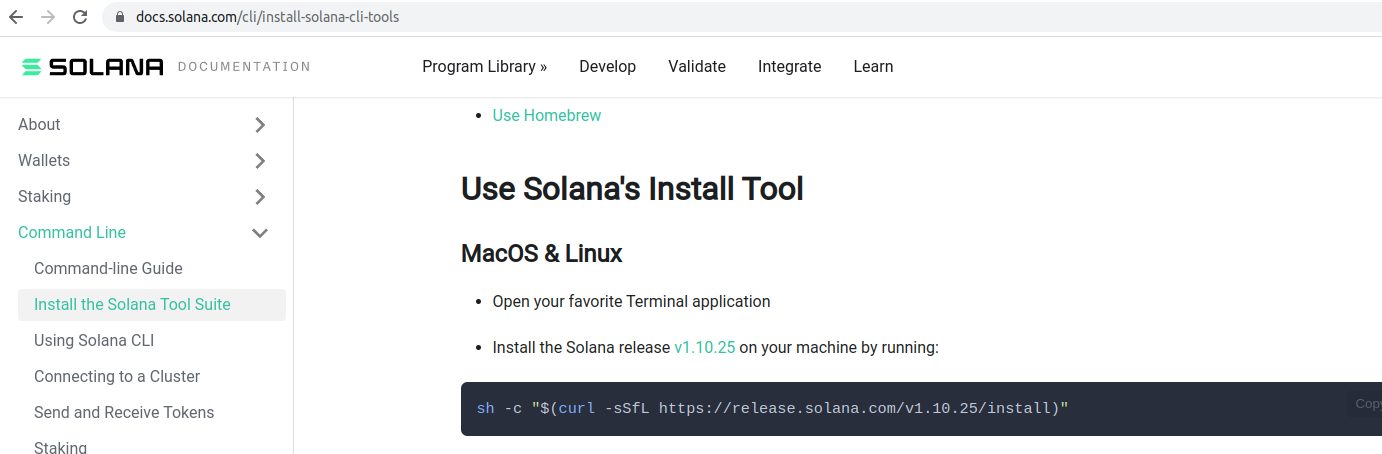 docs.solana.com/cli/install-solana-cli-tools
SOLANA DOCUMENTATION
Program Library » Develop Validate Integrate Learn
About
Wallets
Staking
Command Line
Command-line Guide
Install the Solana Tool Suite
Using Solana CLI
Connecting to a Cluster
Send and Receive Tokens
Staking
• Use Homebrew
Use Solana's Install Tool
MacOS & Linux
• Open your favorite Terminal application
• Install the Solana release v1.10.25 on your machine by running:
sh -c "$(curl -sSfL https://release.solana.com/v1.10.25/install)"
Copy